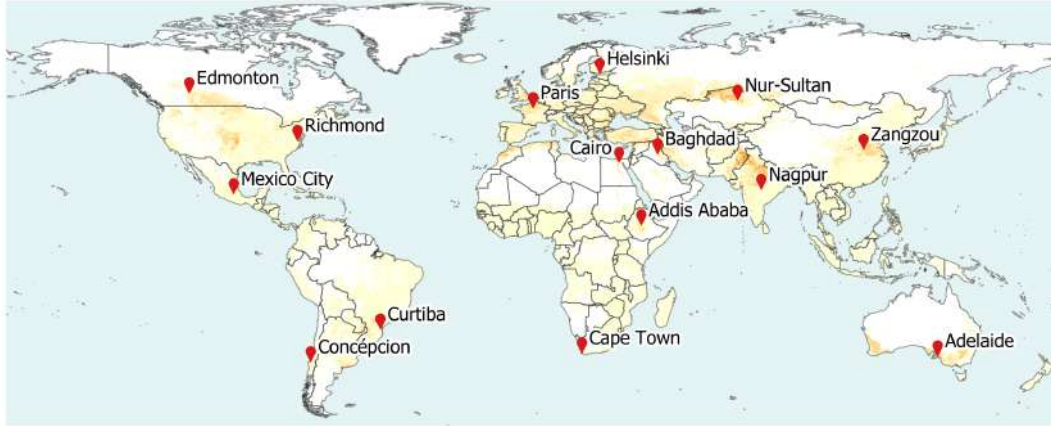 Helsinki
Edmonton
Nur-Sultan
Paris
Richmond
Zangzou
Baghdad
Cairo
Mexico City
Nagpur
Addis Ababa
Curtiba
Cape Town
Adelaide
Concépcion